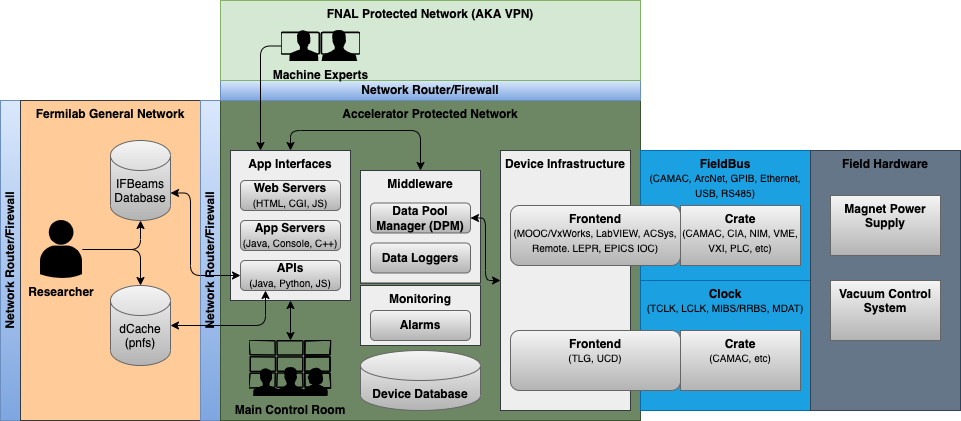 FNAL Protected Network (AKA VPN)
Machine Experts
Network Router/Firewall
Network Router/Firewall
Fermilab General Network
IFBeams
Database
Researcher
dCache
(pnfs)
Network Router/Firewall
Accelerator Protected Network
App Interfaces
Web Servers
(HTML, CGI, JS)
App Servers
(Java, Console, C++)
APIs
(Java, Python, JS)
Main Control Room
Middleware
Data Pool
Manager (DPM)
Data Loggers
Monitoring
Alarms
Device Database
Device Infrastructure
Frontend
(MOOC/VxWorks, LabVIEW, ACSys,
Remote. LEPR, EPICS IOC)
Frontend
(TLG, UCD)
FieldBus
(CAMAC, ArcNet, GPIB, Ethernet,
USB, RS485)
Crate
(CAMAC, CIA, NIM, VME,
VXI, PLC, etc)
Clock
(TCLK, LCLK, MIBS/RRBS, MDAT)
Crate
(CAMAC, etc)
Field Hardware
Magnet Power
Supply
Vacuum Control
System